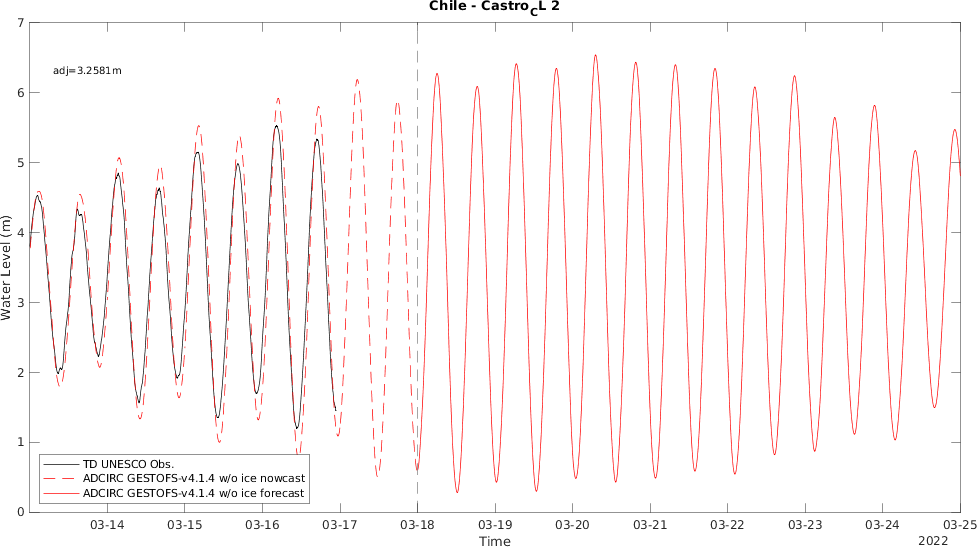 Chile - Castro_CL 2
adj=3.2581m
Water Level (m)
7
6
5
4
3
2
1
0
TD UNESCO Obs.
ADCIRC GESTOFS-v4.1.4 w/o ice nowcast
ADCIRC GESTOFS-v4.1.4 w/o ice forecast
03-14 03-15 03-16 03-17 03-18 03-19 03-20 03-21 03-22 03-23 03-24 03-25
Time
2022